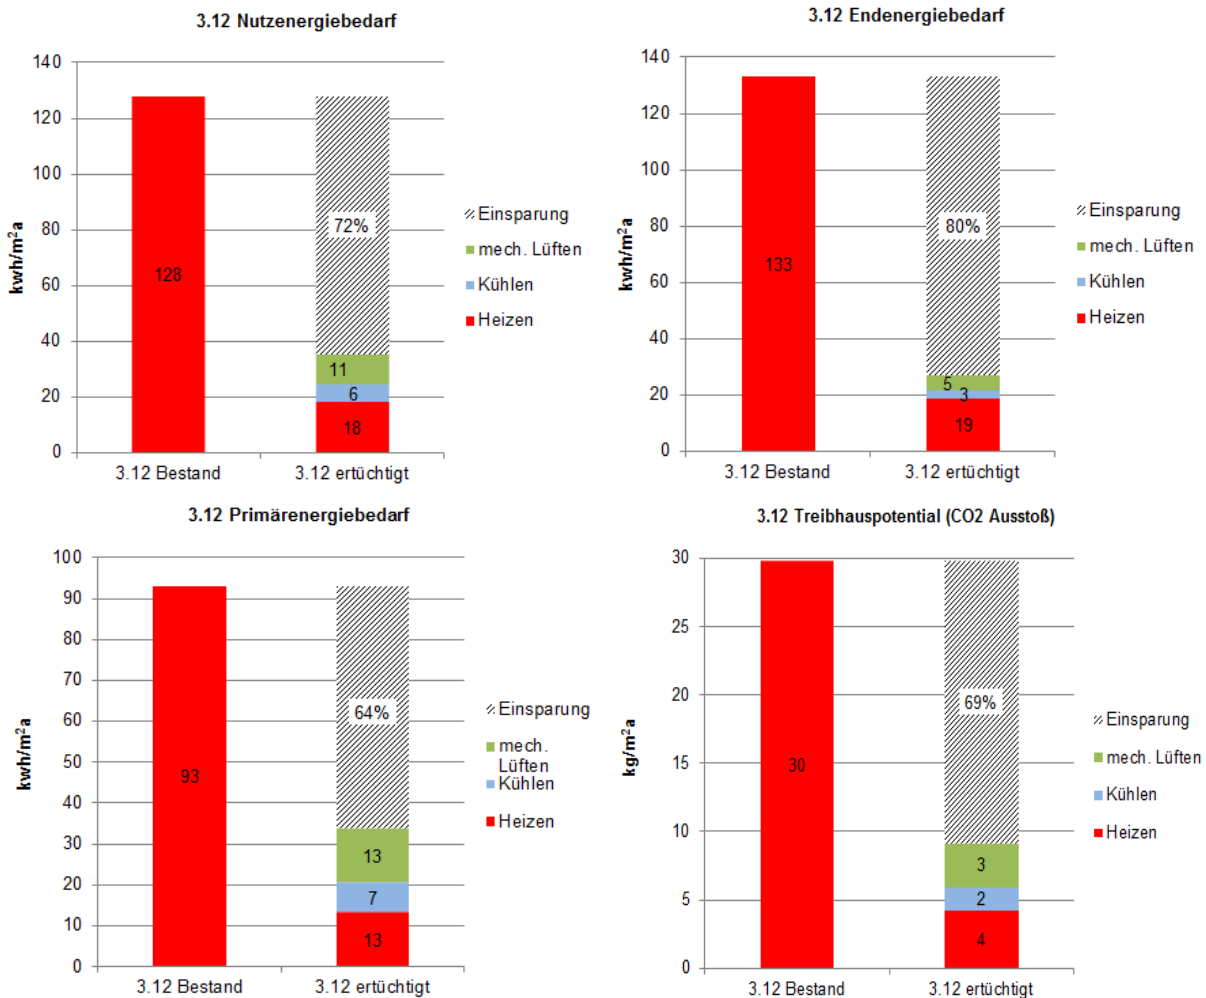 3.12 Nutzenergiebedarf
kwh/m²a
140
120
100
80
60
40
20
0
128
72%
11
6
18
3.12 Bestand
3.12 ertüchtigt
Einsparung
mech. Lüften
Kühlen
Heizen
3.12 Endenergiebedarf
kwh/m²a
140
120
100
80
60
40
20
0
133
80%
5
3
19
3.12 Bestand
3.12 ertüchtigt
Einsparung
mech. Lüften
Kühlen
Heizen
3.12 Primärenergiebedarf
kwh/m²a
100
90
80
70
60
50
40
30
20
10
0
93
64%
13
7
13
3.12 Bestand
3.12 ertüchtigt
Einsparung
mech.
Lüften
Kühlen
Heizen
3.12 Treibhauspotential (CO2 Ausstoß)
kg/m²a
30
25
20
15
10
5
0
30
69%
3
2
4
3.12 Bestand
3.12 ertüchtigt
Einsparung
mech. Lüften
Kühlen
Heizen